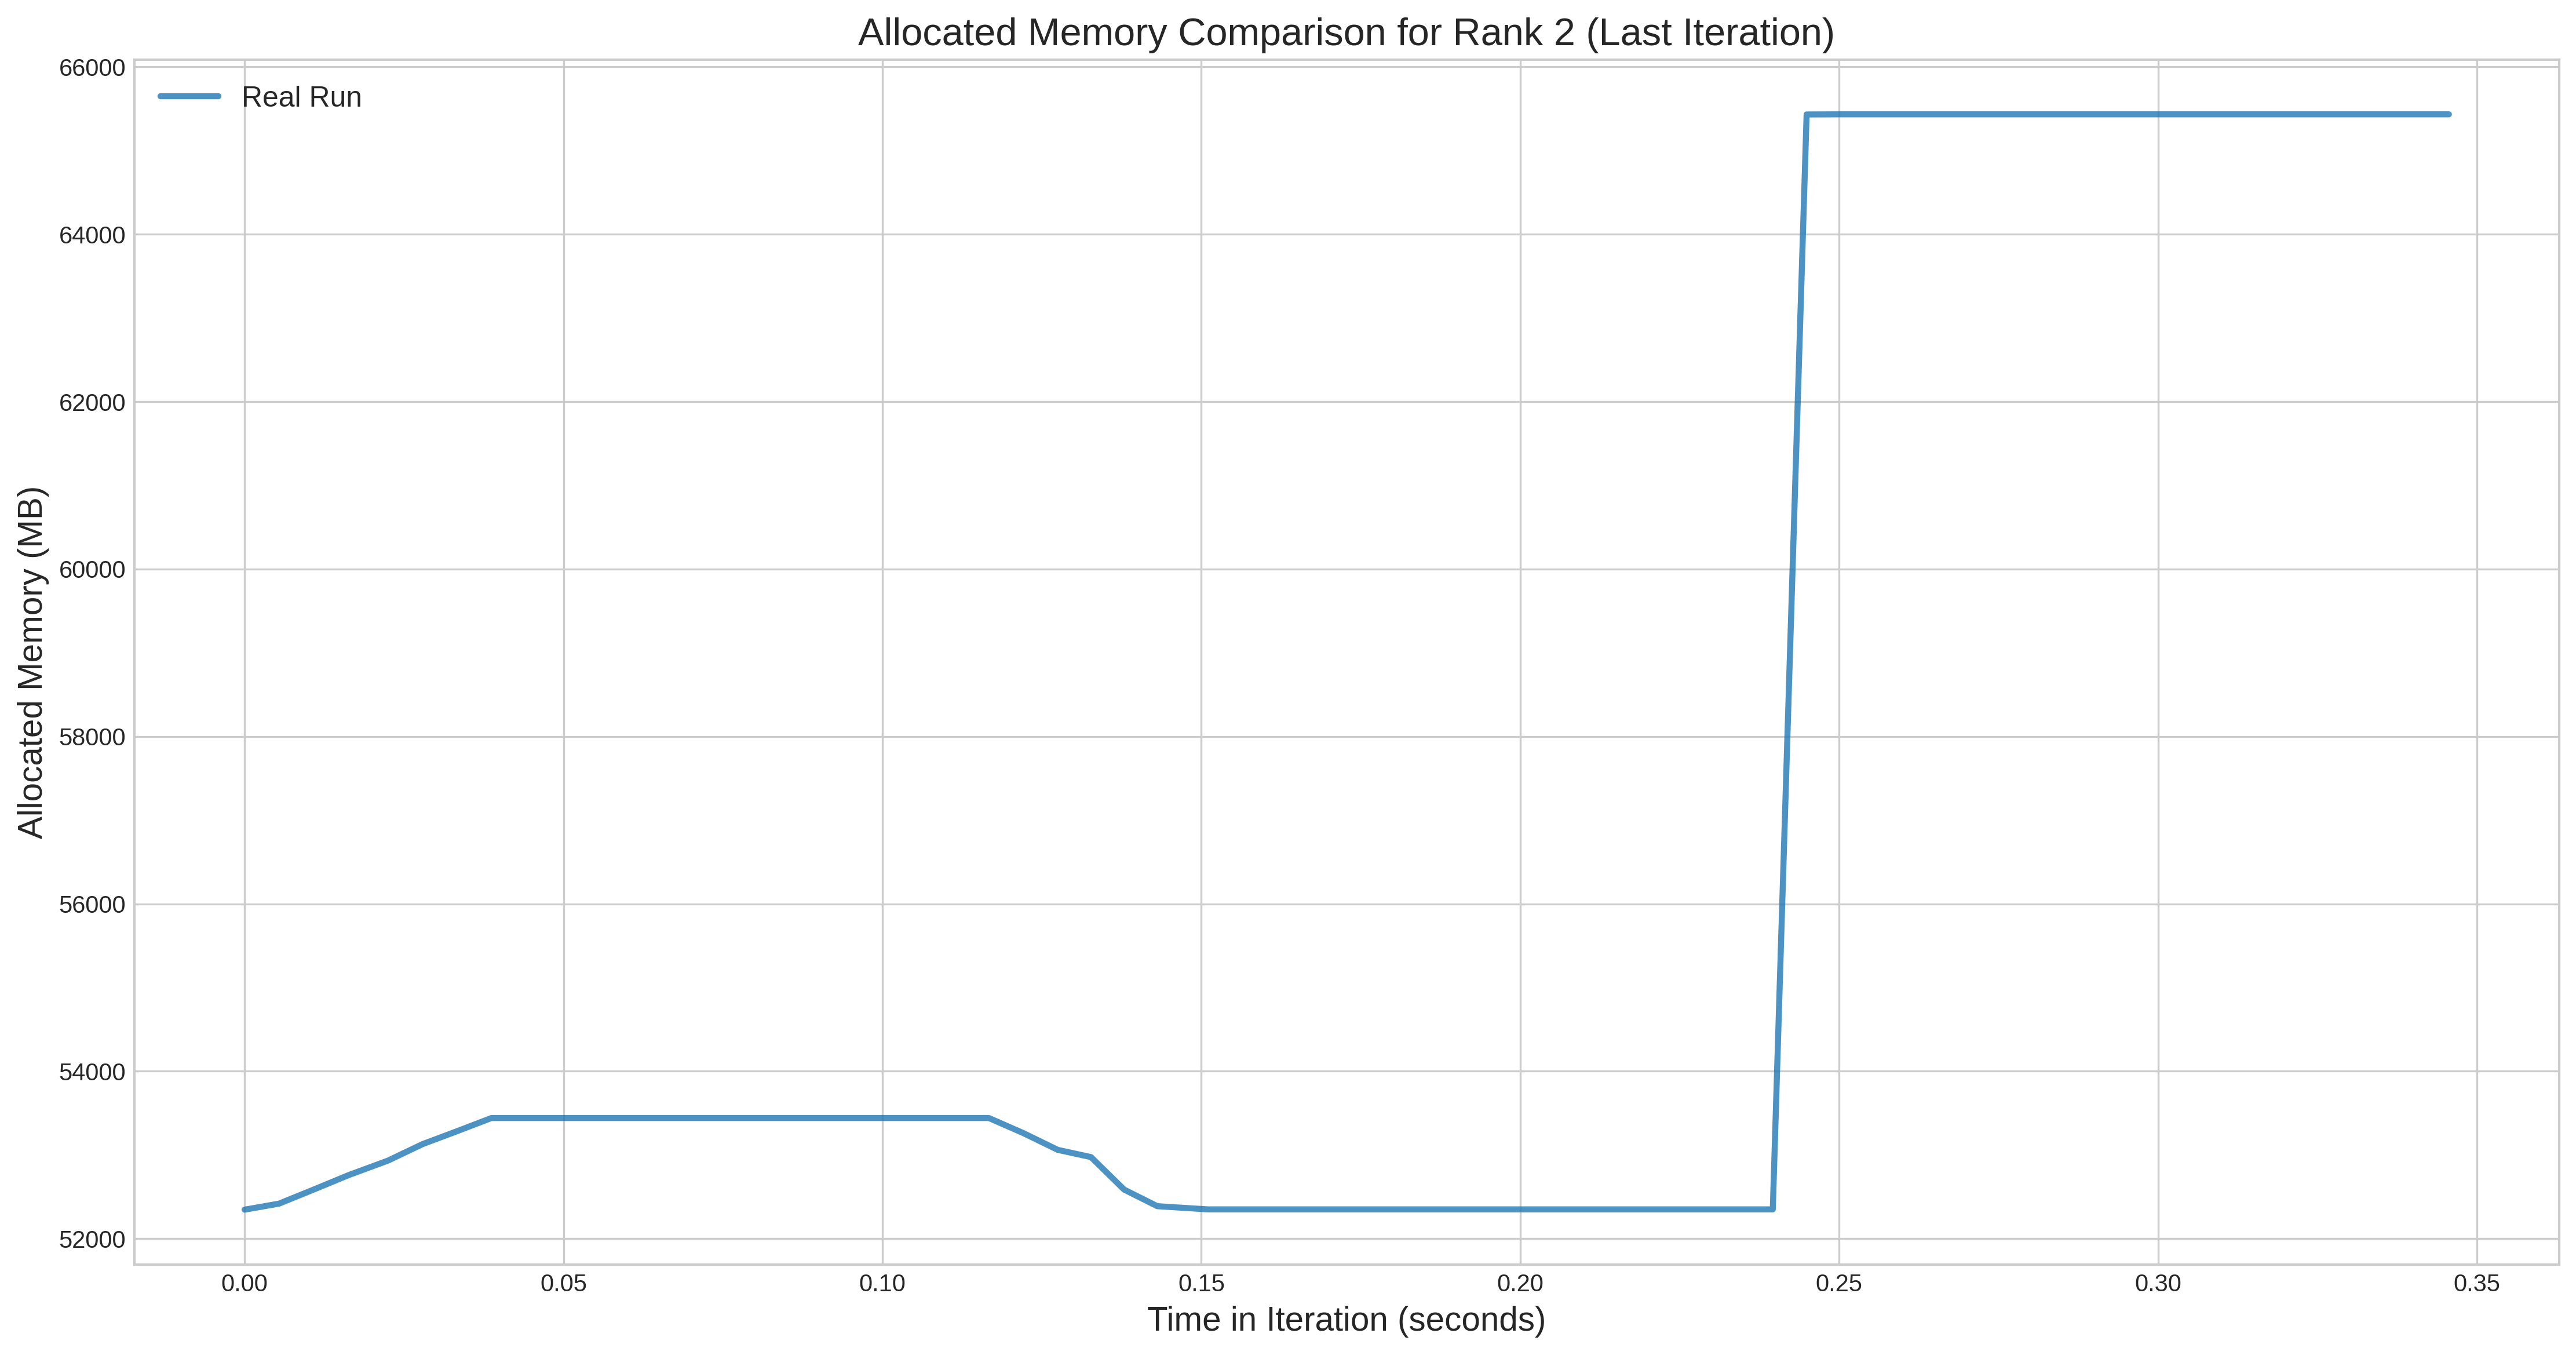 Allocated Memory Comparison for Rank 2 (Last Iteration)
Real Run
Allocated Memory (MB)
66000
64000
62000
60000
58000
56000
54000
52000
0.00 0.05 0.10 0.15 0.20 0.25 0.30 0.35
Time in Iteration (seconds)